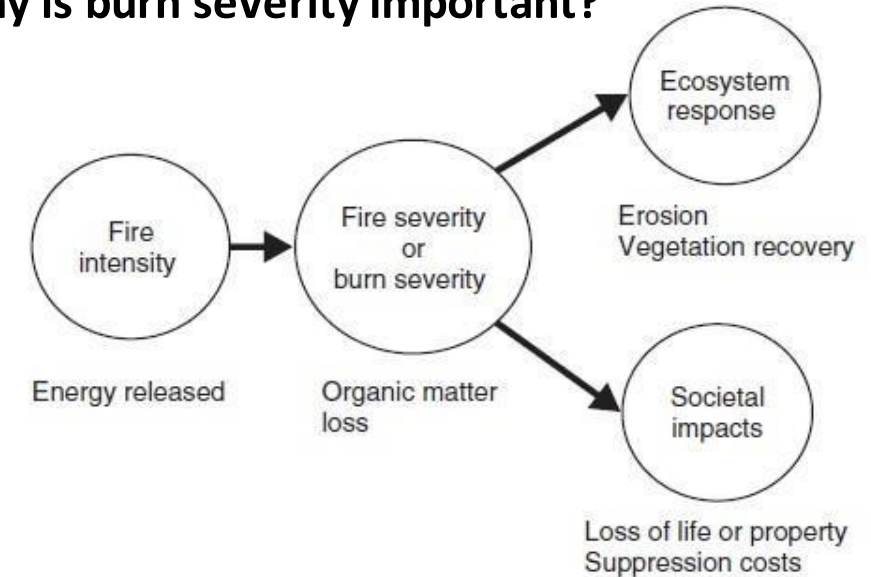 y is burn severity important?
Ecosystem
response
Fire
intensity
Fire severity
or
burn severity
Erosion
Vegetation recovery
Energy released
Organic matter
loss
Societal
impacts
Loss of life or property
Suppression costs